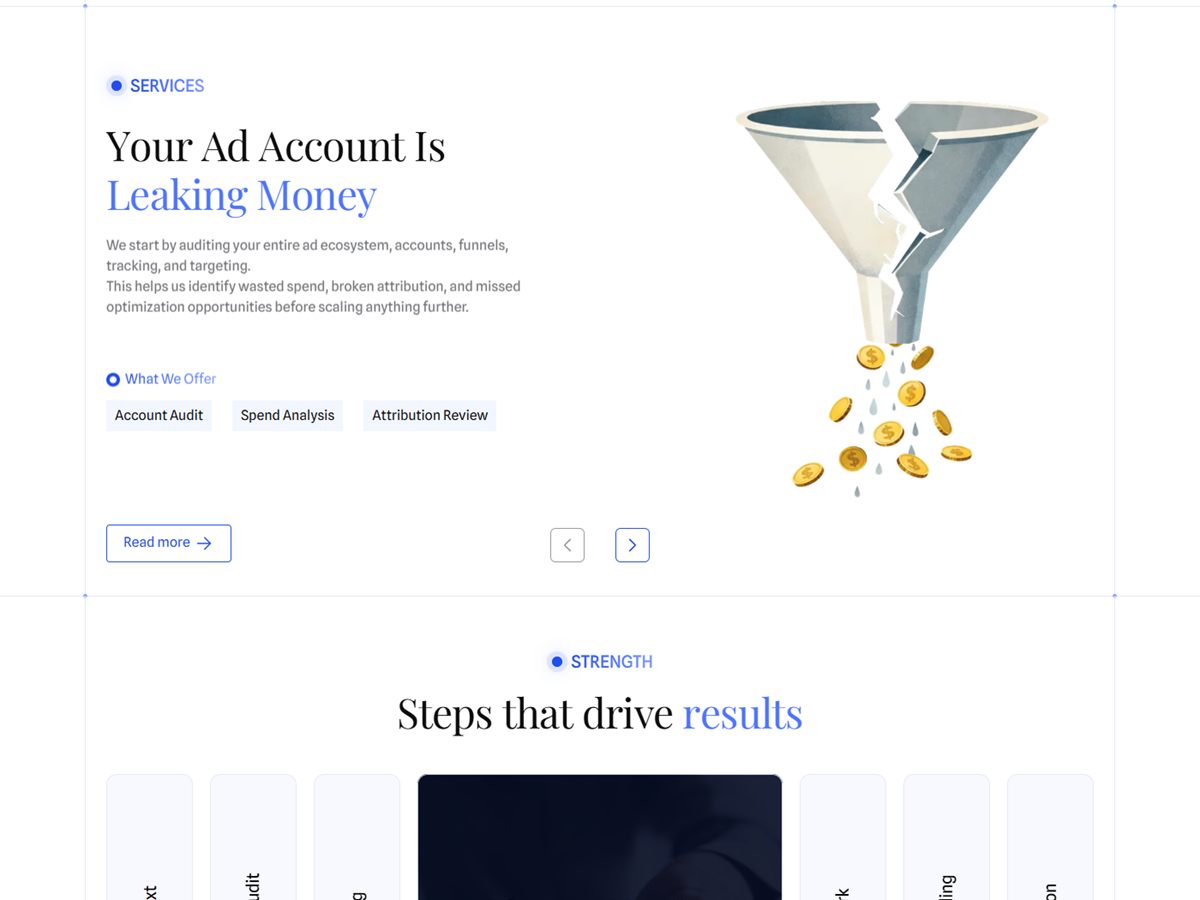 SERVICES
Your Ad Account Is
Leaking Money
We start by auditing your entire ad ecosystem, accounts, funnels,
tracking, and targeting.
This helps us identify wasted spend, broken attribution, and missed
optimization opportunities before scaling anything further.
What We Offer
Account Audit Spend Analysis Attribution Review
Read more
STRENGTH
Steps that drive results